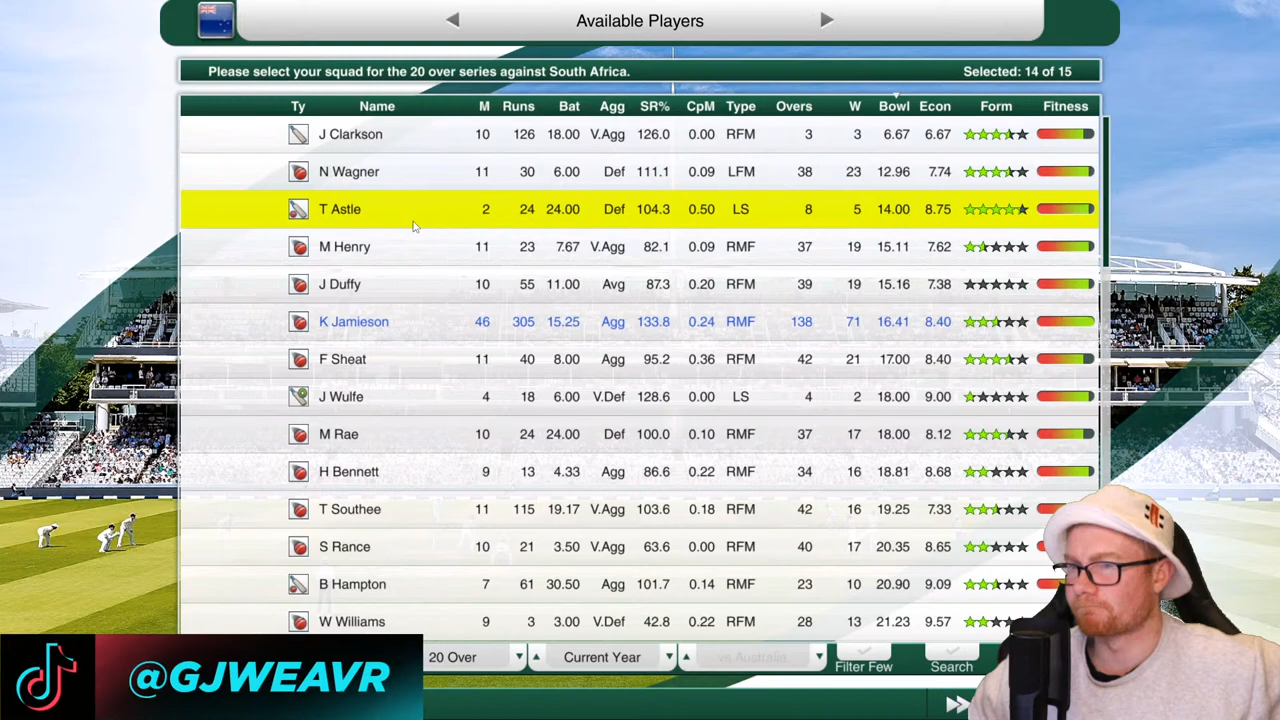 Available Players
Please select your squad for the 20 over series against South Africa. Selected: 14 of 15
Ty Name M Runs Bat Agg SR% CpM Type Overs W Bowl Econ Form Fitness
J Clarkson 10 126 18.00 V.Agg 126.0 0.00 RFM 3 3 6.67 6.67
N Wagner 11 30 6.00 Def 111.1 0.09 LFM 38 23 12.96 7.74
T Astle 2 24 24.00 Def 104.3 0.50 LS 8 5 14.00 8.75
M Henry 11 23 7.67 V.Agg 82.1 0.09 RMF 37 19 15.11 7.62
J Duffy 10 55 11.00 Avg 87.3 0.20 RFM 39 19 15.16 7.38
K Jamieson 46 305 15.25 Agg 133.8 0.24 RMF 138 71 16.41 8.40
F Sheat 11 40 8.00 Agg 95.2 0.36 RFM 42 21 17.00 8.40
J Wulfe 4 18 6.00 V.Def 128.6 0.00 LS 4 2 18.00 9.00
M Rae 10 24 24.00 Def 100.0 0.10 RMF 37 17 18.00 8.12
H Bennett 9 13 4.33 Agg 86.6 0.22 RMF 34 16 18.81 8.68
T Southee 11 115 19.17 V.Agg 103.6 0.18 RFM 42 16 19.25 7.33
S Rance 10 21 3.50 V.Agg 63.6 0.00 RFM 40 17 20.35 8.65
B Hampton 7 61 30.50 Agg 101.7 0.14 RMF 23 10 20.90 9.09
W Williams 9 3 3.00 V.Def 42.8 0.22 RMF 28 13 21.23 9.57
20 Over Current Year vs Australia Filter Few Search
@GJWEAVR